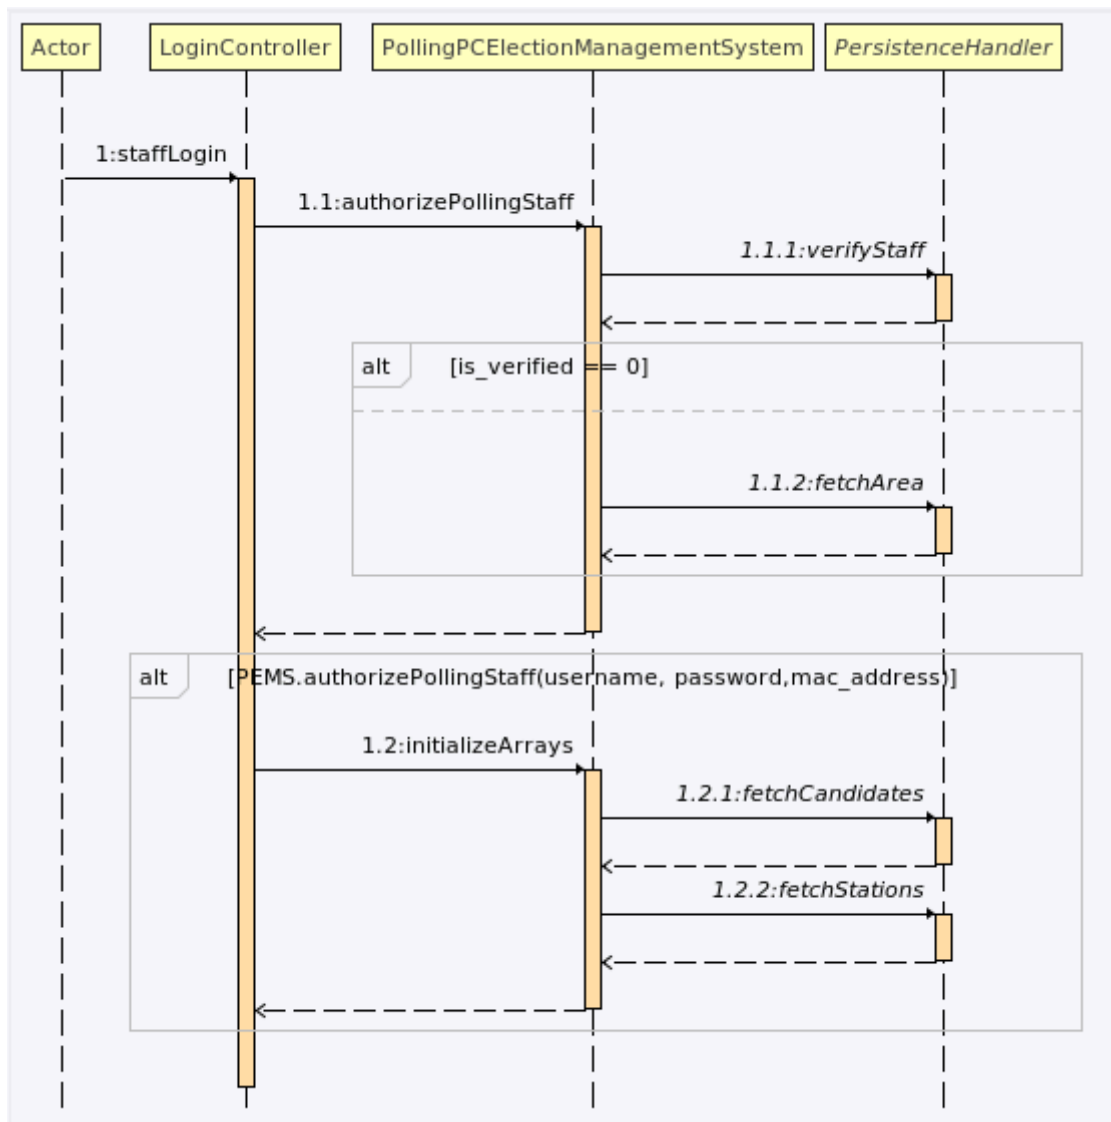 Actor
LoginController
PollingPCElectionManagementSystem
PersistenceHandler
1:staffLogin
1.1:authorizePollingStaff
1.1.1:verifyStaff
alt [is_verified == 0]
1.1.2:fetchArea
alt [PEMS.authorizePollingStaff(username, password,mac_address)]
1.2:initializeArrays
1.2.1:fetchCandidates
1.2.2:fetchStations